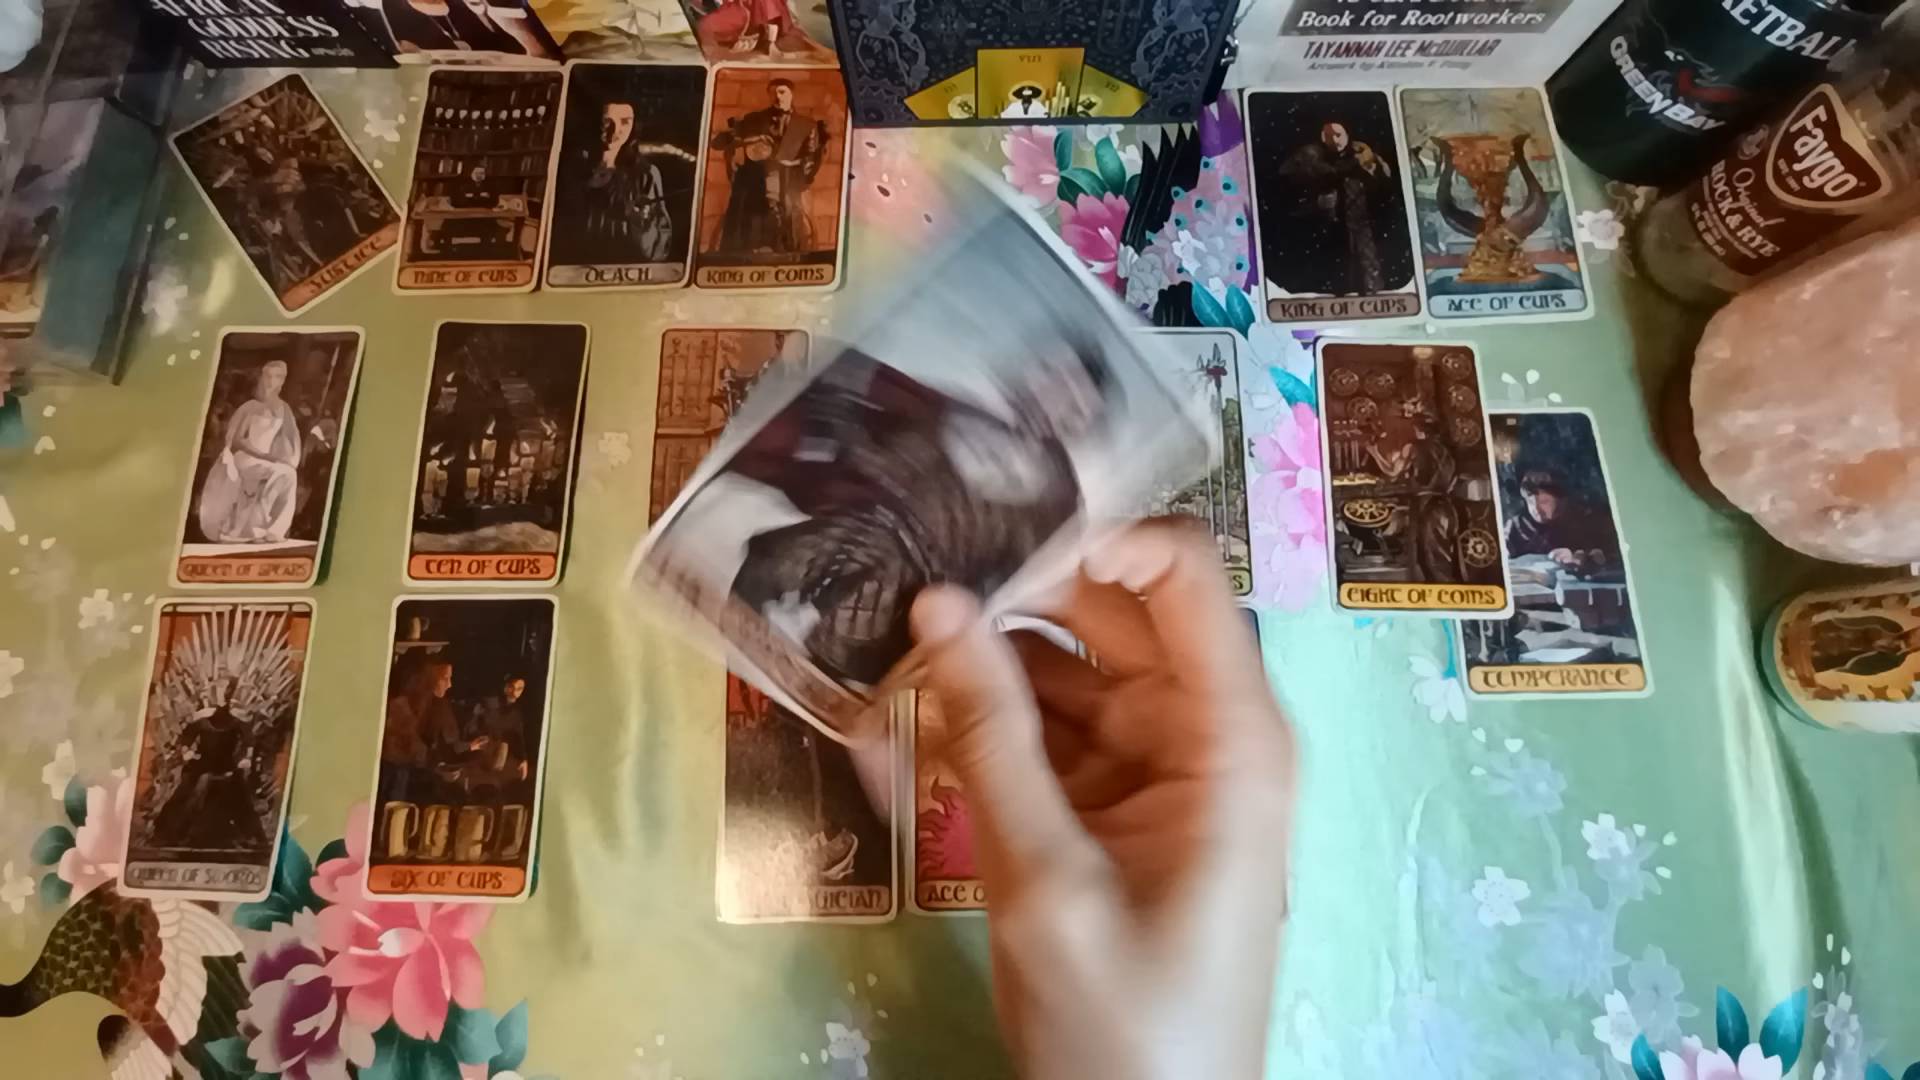 GODDESS
RISING
Book for Rootworkers
TAYANNAH LEE McQUILLAR
VIII
GREEN BAY
Faygo
Original
ROCK & RYE
JUSTICE
NINE OF CUPS
DEATH
KING OF COINS
KING OF CUPS
ACE OF CUPS
QUEEN OF SPEARS
TEN OF CUPS
EIGHT OF COINS
TEMPERANCE
QUEEN OF SWORDS
SIX OF CUPS
ACE O